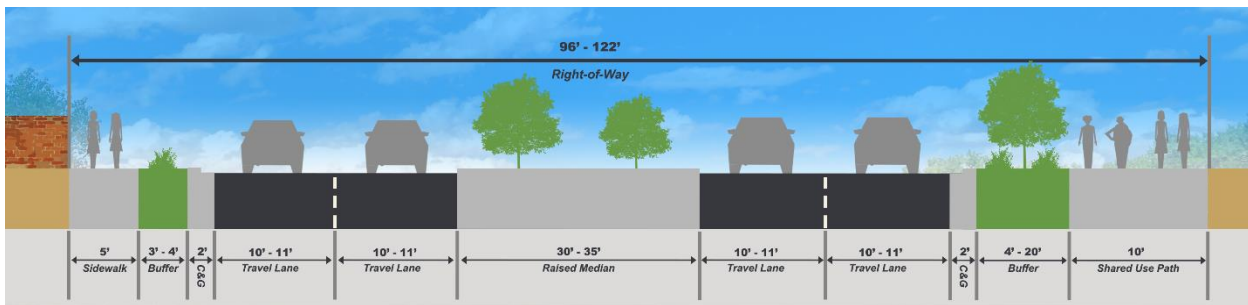 96’ - 122’
Right-of-Way
5’
Sidewalk
3’ - 4’
Buffer
2’
C&G
10’ - 11’
Travel Lane
10’ - 11’
Travel Lane
30’ - 35’
Raised Median
10’ - 11’
Travel Lane
10’ - 11’
Travel Lane
2’
C&G
4’ - 20’
Buffer
10’
Shared Use Path